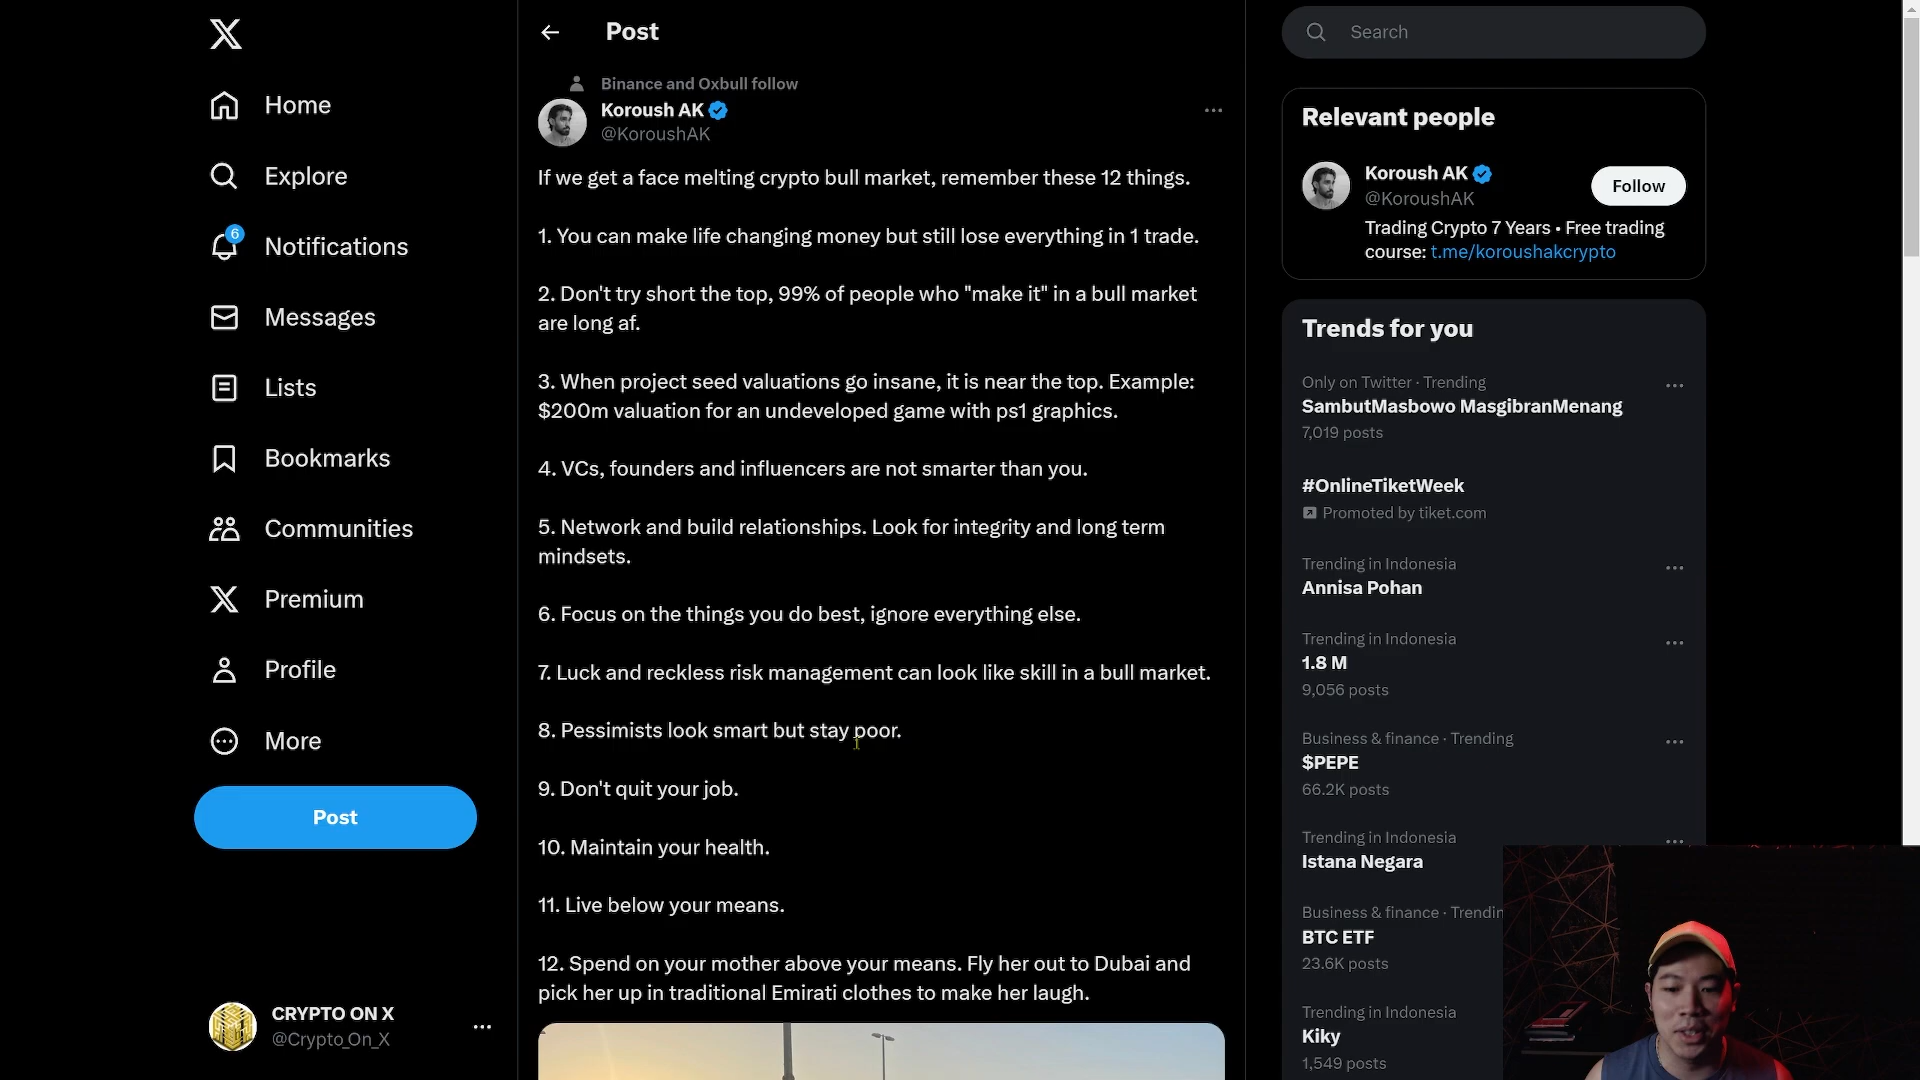 Home
Explore
6
Notifications
Messages
Lists
Bookmarks
Communities
Premium
Profile
More
Post
CRYPTO ON X
@Crypto_On_X
Post
Binance and Oxbull follow
Koroush AK
@KoroushAK
If we get a face melting crypto bull market, remember these 12 things.
1. You can make life changing money but still lose everything in 1 trade.
2. Don't try short the top, 99% of people who "make it" in a bull market
are long af.
3. When project seed valuations go insane, it is near the top. Example:
$200m valuation for an undeveloped game with ps1 graphics.
4. VCs, founders and influencers are not smarter than you.
5. Network and build relationships. Look for integrity and long term
mindsets.
6. Focus on the things you do best, ignore everything else.
7. Luck and reckless risk management can look like skill in a bull market.
8. Pessimists look smart but stay poor.
9. Don't quit your job.
10. Maintain your health.
11. Live below your means.
12. Spend on your mother above your means. Fly her out to Dubai and
pick her up in traditional Emirati clothes to make her laugh.
Search
Relevant people
Koroush AK
@KoroushAK
Follow
Trading Crypto 7 Years • Free trading
course: t.me/koroushakcrypto
Trends for you
Only on Twitter · Trending
SambutMasbowo MasgibranMenang
7,019 posts
#OnlineTiketWeek
Promoted by tiket.com
Trending in Indonesia
Annisa Pohan
Trending in Indonesia
1.8 M
9,056 posts
Business & finance · Trending
$PEPE
66.2K posts
Trending in Indonesia
Istana Negara
Business & finance · Trendin
BTC ETF
23.6K posts
Trending in Indonesia
Kiky
1,549 posts